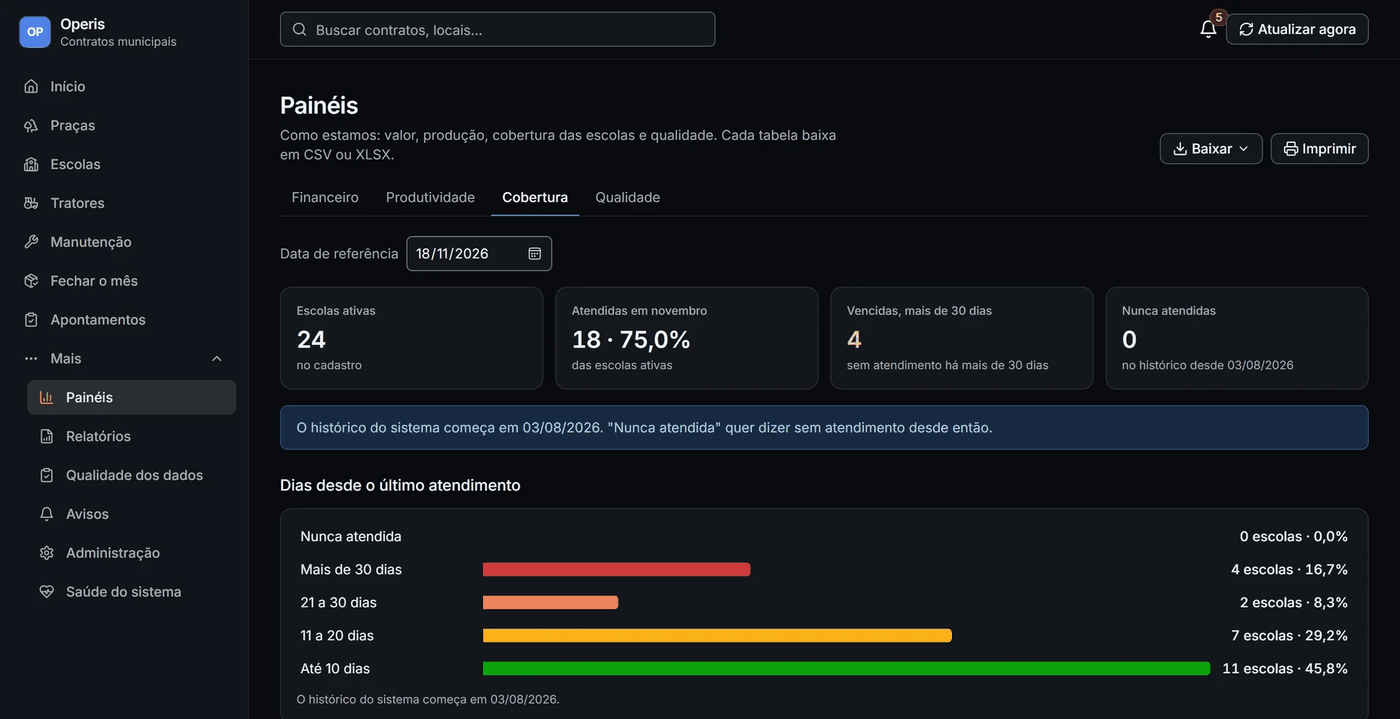 OP
Operis
Contratos municipais
Início
Praças
Escolas
Tratores
Manutenção
Fechar o mês
Apontamentos
Mais
Painéis
Relatórios
Qualidade dos dados
Avisos
Administração
Saúde do sistema
Buscar contratos, locais...
5
Atualizar agora
Painéis
Como estamos: valor, produção, cobertura das escolas e qualidade. Cada tabela baixa
em CSV ou XLSX.
Baixar
Imprimir
Financeiro Produtividade Cobertura Qualidade
Data de referência 18/11/2026
Escolas ativas
24
no cadastro
Atendidas em novembro
18 · 75,0%
das escolas ativas
Vencidas, mais de 30 dias
4
sem atendimento há mais de 30 dias
Nunca atendidas
0
no histórico desde 03/08/2026
O histórico do sistema começa em 03/08/2026. "Nunca atendida" quer dizer sem atendimento desde então.
Dias desde o último atendimento
Nunca atendida 0 escolas · 0,0%
Mais de 30 dias 4 escolas · 16,7%
21 a 30 dias 2 escolas · 8,3%
11 a 20 dias 7 escolas · 29,2%
Até 10 dias 11 escolas · 45,8%
O histórico do sistema começa em 03/08/2026.